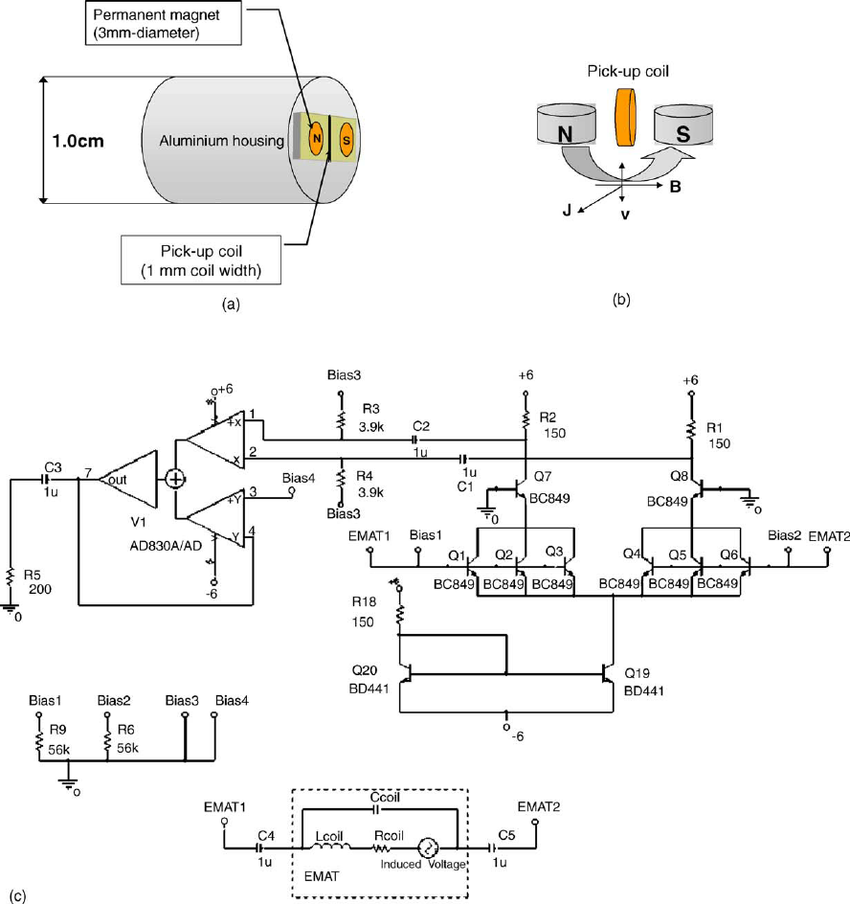 Permanent magnet
(3mm-diameter)
1.0cm
Aluminium housing
N
S
Pick-up coil
(1 mm coil width)
(a)
Pick-up coil
N
S
B
J
v
(b)
+6
Bias3
+6
+6
R3
3.9k
C2
1u
R2
150
R1
150
+x
1
x
2
C3
1u
7
out
V1
AD830A/AD
+Y
3
Y
4
Bias4
-6
R4
3.9k
Bias3
1u
C1
Q7
BC849
Q8
BC849
0
0
R5
200
0
EMAT1
Bias1
Q1
Q2
Q3
Q4
Q5
Q6
Bias2
EMAT2
BC849
BC849
BC849
BC849
BC849
BC849
+6
R18
150
Q20
BD441
Q19
BD441
-6
Bias1
Bias2
Bias3
Bias4
R9
56k
R6
56k
0
EMAT1
EMAT2
Ccoil
C4
1u
Lcoil
Rcoil
Induced Voltage
C5
1u
EMAT
(c)